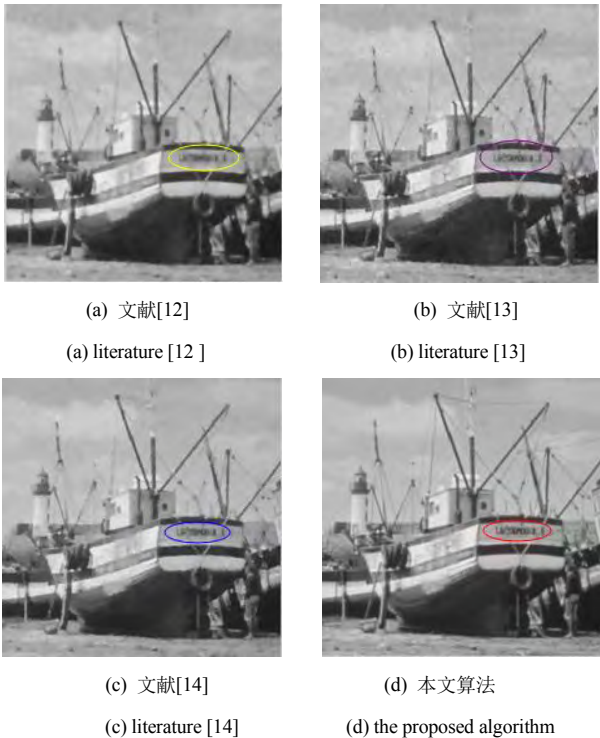 (a) 文献[12]
(b) 文献[13]
(a) literature [12 ]
(b) literature [13]
(c) 文献[14]
(d) 本文算法
(c) literature [14]
(d) the proposed algorithm